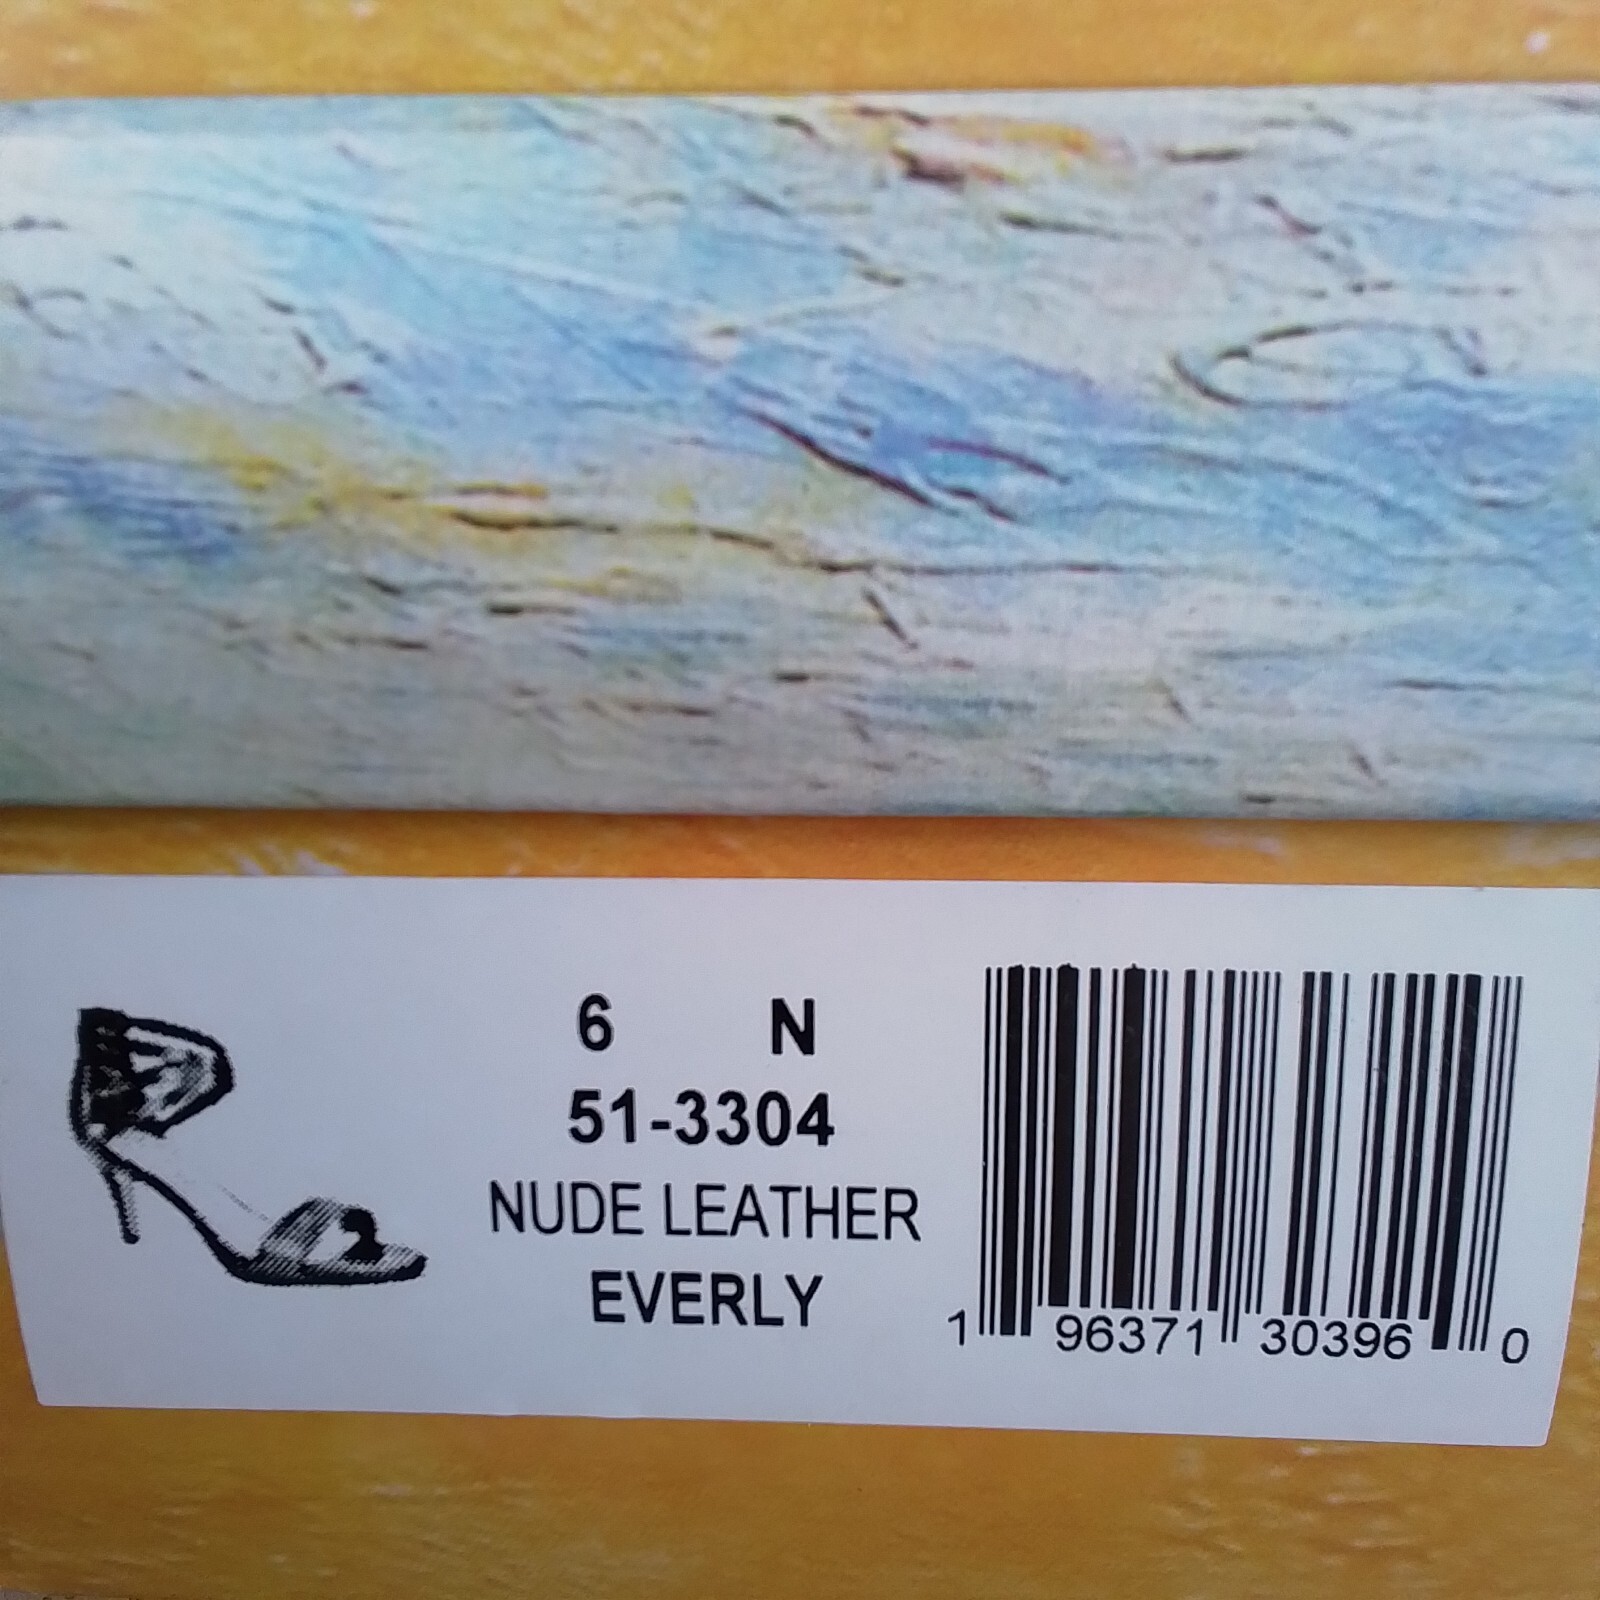 6 N
51-3304
NUDE LEATHER
EVERLY
1 96371 30396 0